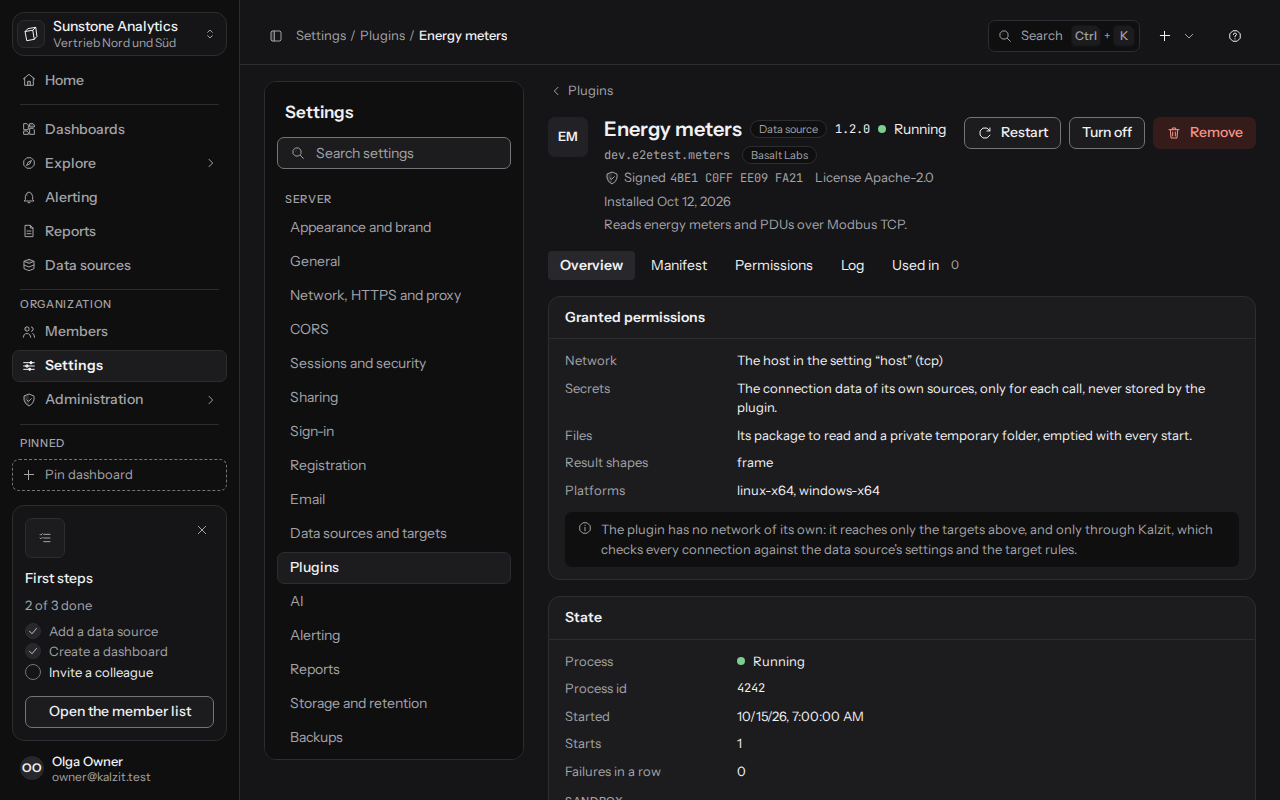 Sunstone Analytics
Vertrieb Nord und Süd
Home
Dashboards
Explore
Alerting
Reports
Data sources
ORGANIZATION
Members
Settings
Administration
PINNED
Pin dashboard
First steps
2 of 3 done
Add a data source
Create a dashboard
Invite a colleague
Open the member list
OO
Olga Owner
owner@kalzit.test
Settings / Plugins / Energy meters
Search Ctrl + K
Settings
Search settings
SERVER
Appearance and brand
General
Network, HTTPS and proxy
CORS
Sessions and security
Sharing
Sign-in
Registration
Email
Data sources and targets
Plugins
AI
Alerting
Reports
Storage and retention
Backups
Plugins
EM
Energy meters Data source 1.2.0 Running
Restart Turn off Remove
dev.e2etest.meters Basalt Labs
Signed 4BE1 C0FF EE09 FA21 License Apache-2.0
Installed Oct 12, 2026
Reads energy meters and PDUs over Modbus TCP.
Overview Manifest Permissions Log Used in 0
Granted permissions
Network The host in the setting “host” (tcp)
Secrets The connection data of its own sources, only for each call, never stored by the
plugin.
Files Its package to read and a private temporary folder, emptied with every start.
Result shapes frame
Platforms linux-x64, windows-x64
The plugin has no network of its own: it reaches only the targets above, and only through Kalzit, which
checks every connection against the data source's settings and the target rules.
State
Process Running
Process id 4242
Started 10/15/26, 7:00:00 AM
Starts 1
Failures in a row 0
SANDBOX